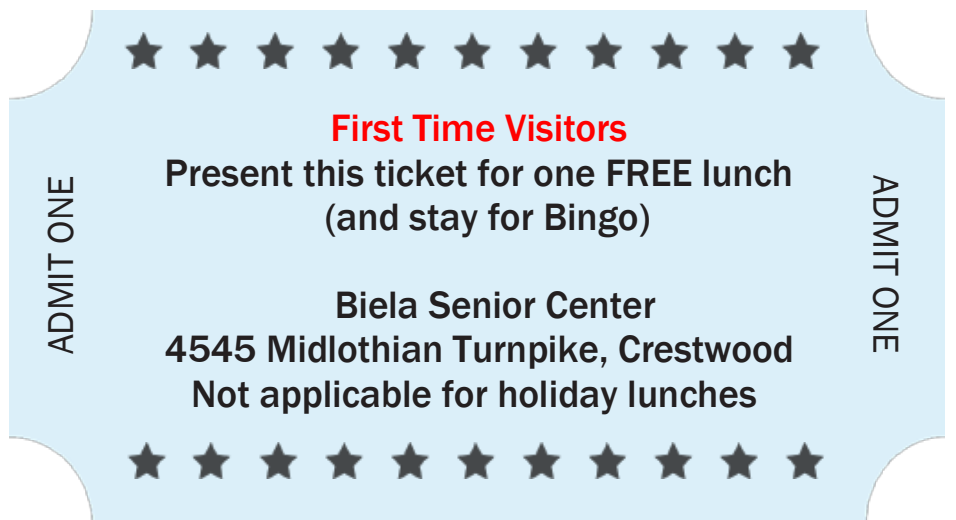 First Time Visitors
Present this ticket for one FREE lunch
(and stay for Bingo)
ADMIT ONE
ADMIT ONE
Biela Senior Center
4545 Midlothian Turnpike, Crestwood
Not applicable for holiday lunches